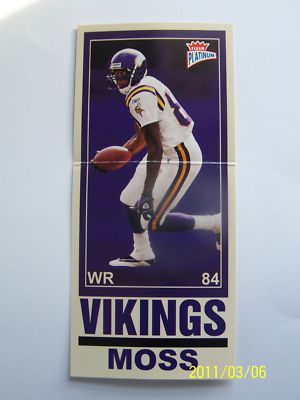 FLEER
PLATINUM
WR 84
VIKINGS
MOSS
2011/03/06